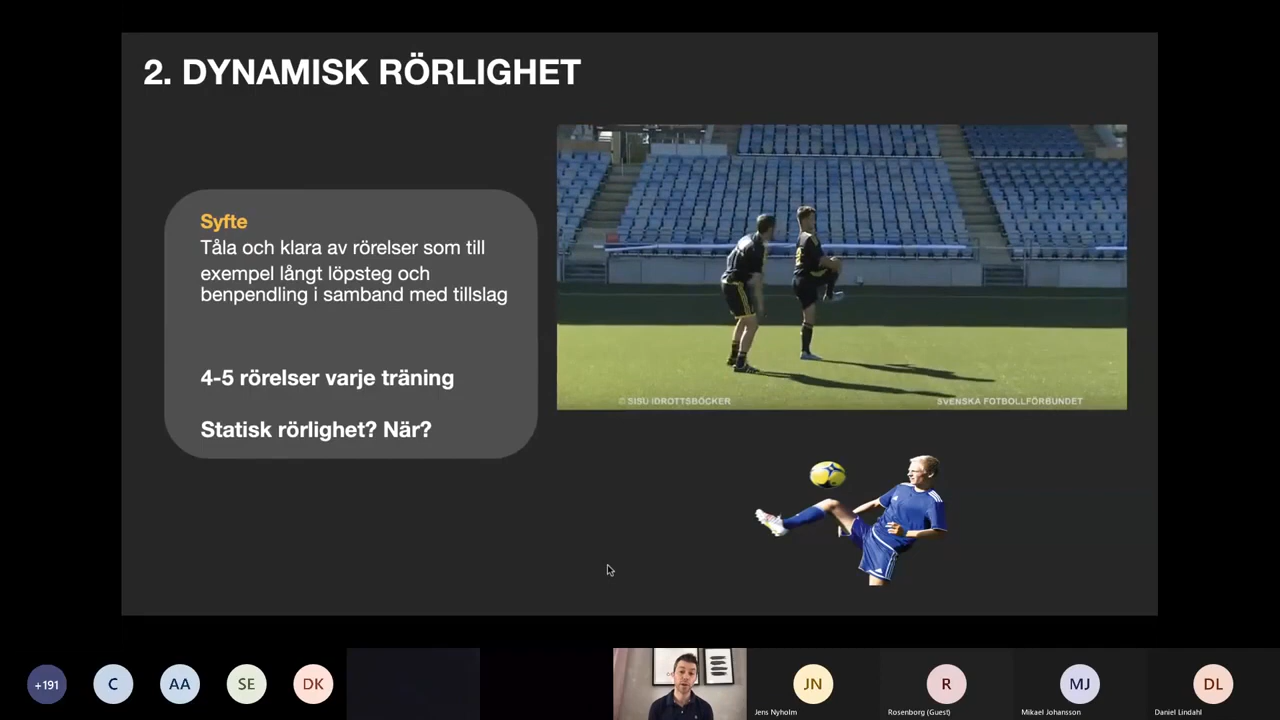 2. DYNAMISK RÖRLIGHET
Syfte
Tåla och klara av rörelser som till
exempel långt löpsteg och
benpendling i samband med tillslag
4-5 rörelser varje träning
Statisk rörlighet? När?
© SISU IDROTTSBÖCKER
SVENSKA FOTBOLLFÖRBUNDET
+191
C
AA
SE
DK
JN
R
MJ
DL
Jens Nyholm
Rosenborg (Guest)
Mikael Johansson
Daniel Lindahl